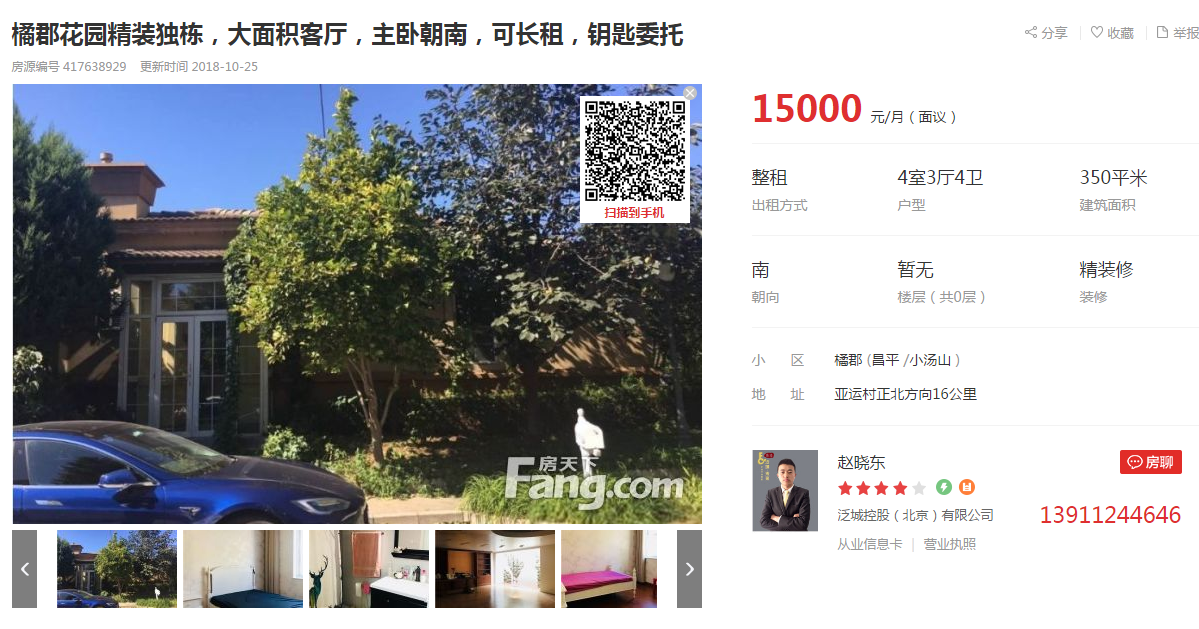 橘郡花园精装独栋，大面积客厅，主卧朝南，可长租，钥匙委托
分享 收藏 举报
房源编号 417638929 更新时间 2018-10-25
扫描到手机
房天下
Fang.com
15000 元/月（面议）
整租 4室3厅4卫 350平米
出租方式 户型 建筑面积
南 暂无 精装修
朝向 楼层（共0层） 装修
小 区 橘郡 (昌平 /小汤山 )
地 址 亚运村正北方向16公里
赵晓东 房聊
泛城控股（北京）有限公司 13911244646
从业信息卡 | 营业执照